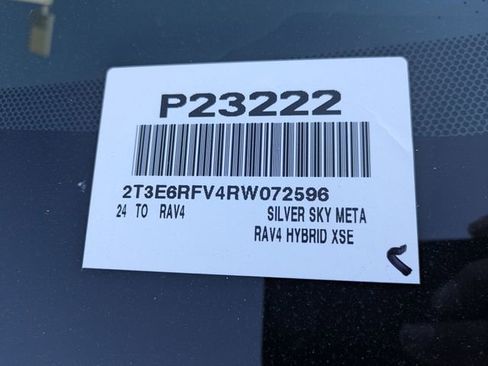 P23222
2T3E6RFV4RW072596
24 TO RAV4 SILVER SKY META
RAV4 HYBRID XSE